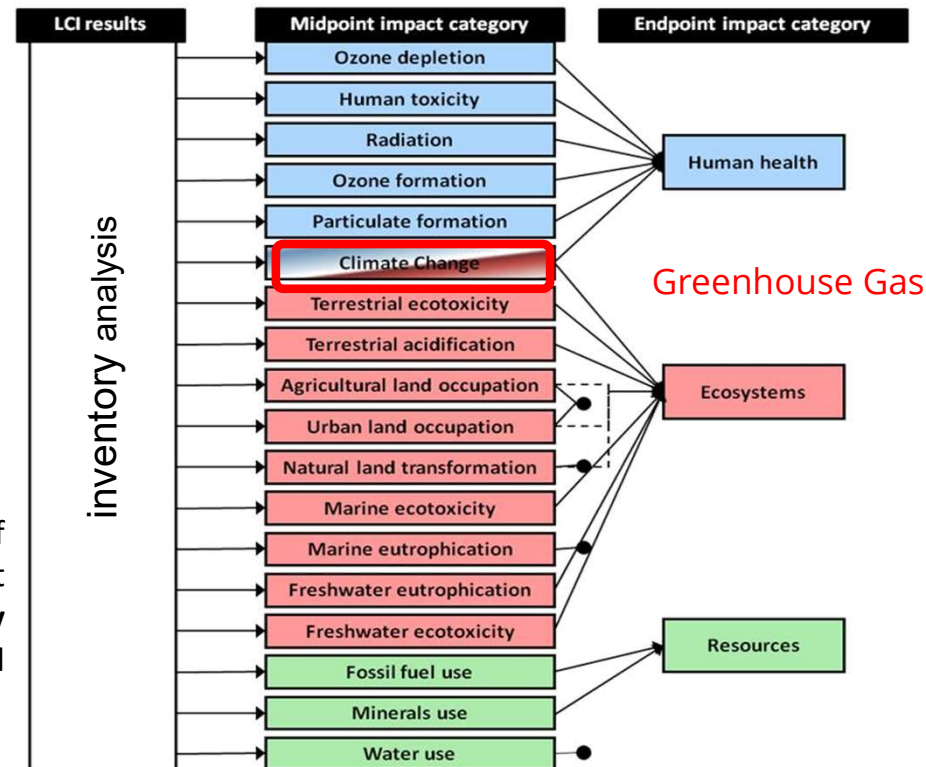 LCI results
Midpoint impact category
Endpoint impact category
inventory analysis
Ozone depletion
Human toxicity
Radiation
Ozone formation
Particulate formation
Climate Change
Terrestrial ecotoxicity
Terrestrial acidification
Agricultural land occupation
Urban land occupation
Natural land transformation
Marine ecotoxicity
Marine eutrophication
Freshwater eutrophication
Freshwater ecotoxicity
Fossil fuel use
Minerals use
Water use
Human health
Greenhouse Gas
Ecosystems
Resources